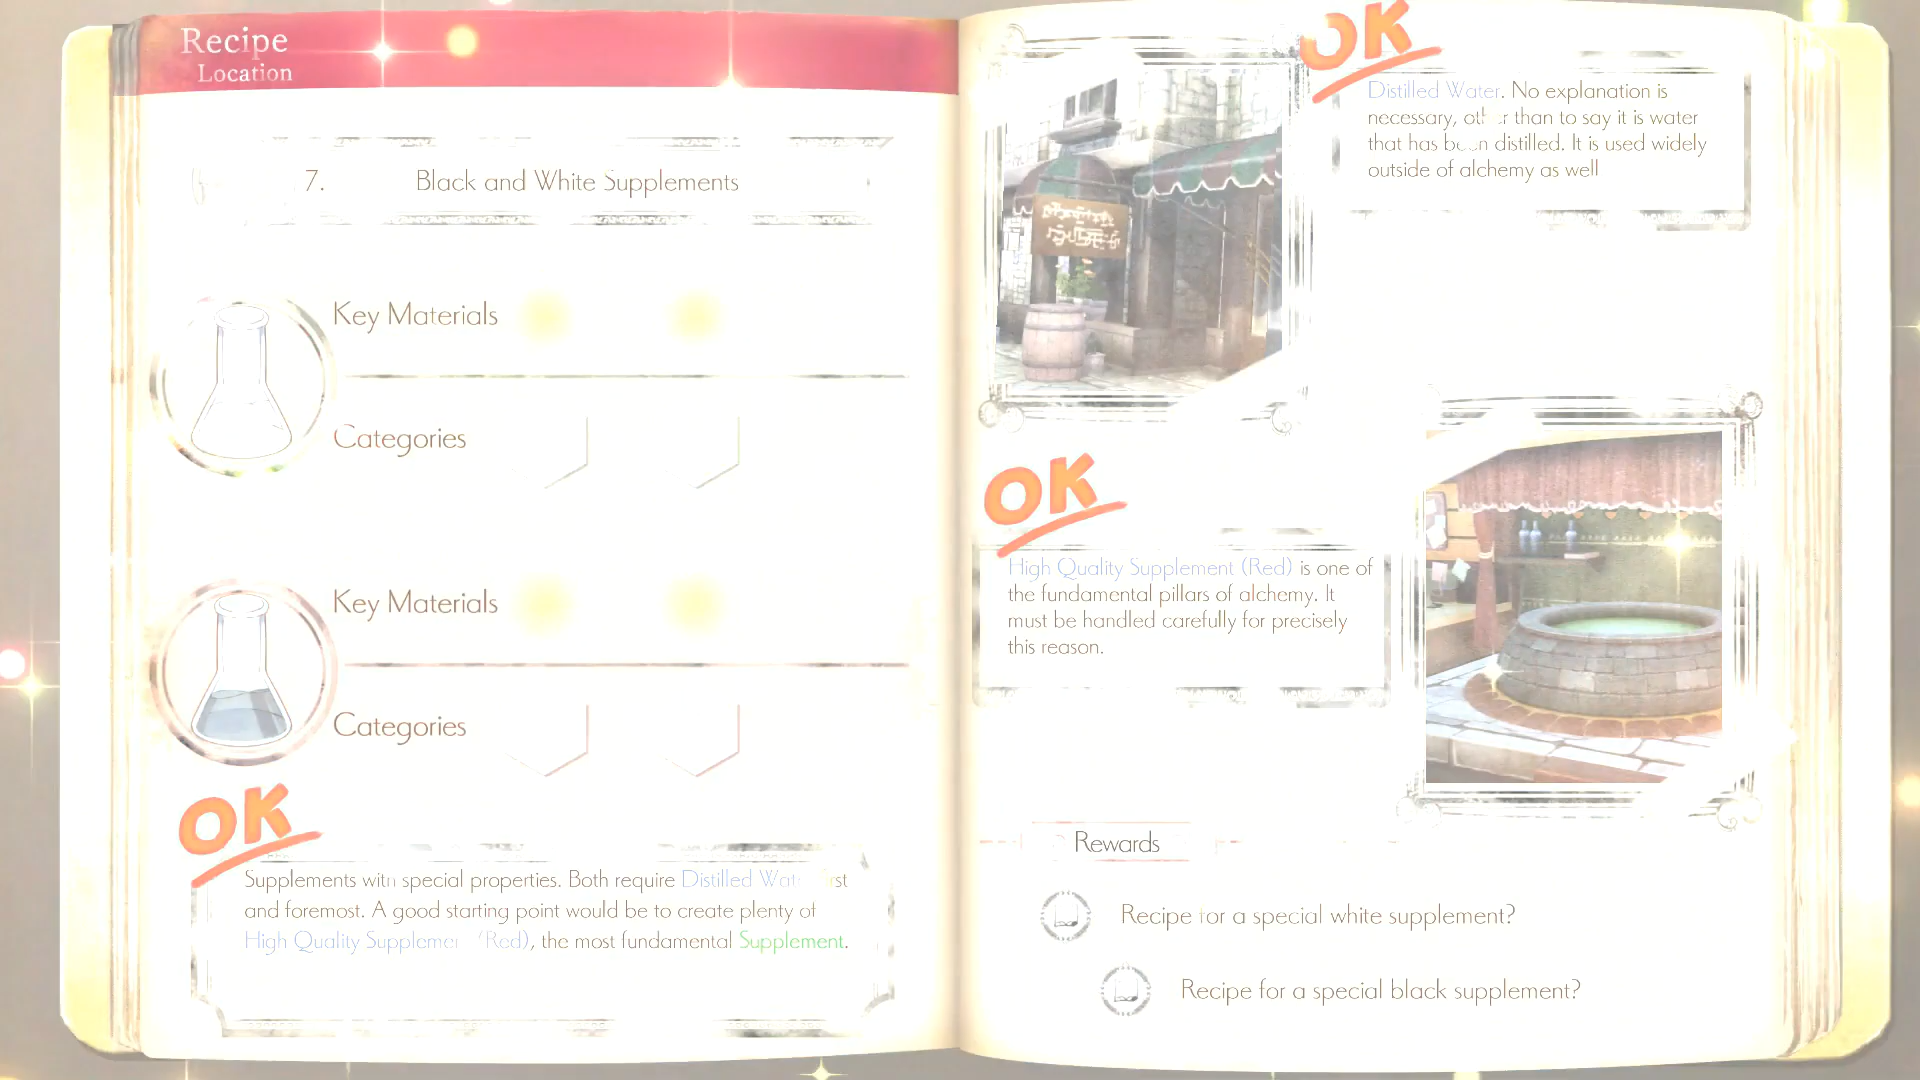 Recipe
Location
7. Black and White Supplements
Key Materials
Categories
Key Materials
Categories
OK
Supplements with special properties. Both require Distilled
and foremost. A good starting point would be to create plenty of
High Quality Supplement (Red), the most fundamental Supplement.
OK
Distilled Water. No explanation is
necessary, other than to say it is water
that has been distilled. It is used widely
outside of alchemy as well
OK
High Quality Supplement (Red) is one of
the fundamental pillars of alchemy. It
must be handled carefully for precisely
this reason.
Rewards
Recipe for a special white supplement?
Recipe for a special black supplement?